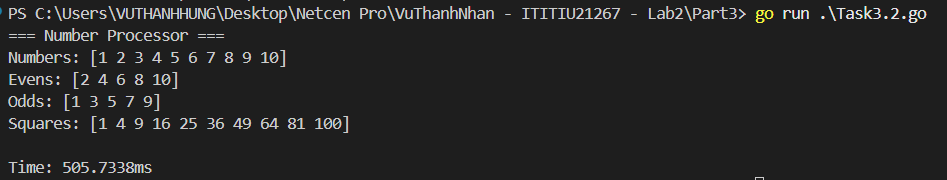 PS C:\Users\VUTHANHHUNG\Desktop\Netcen Pro\VuThanhNhan - ITITIU21267 - Lab2\Part3> go run .\Task3.2.go
=== Number Processor ===
Numbers: [1 2 3 4 5 6 7 8 9 10]
Evens: [2 4 6 8 10]
Odds: [1 3 5 7 9]
Squares: [1 4 9 16 25 36 49 64 81 100]
Time: 505.7338ms